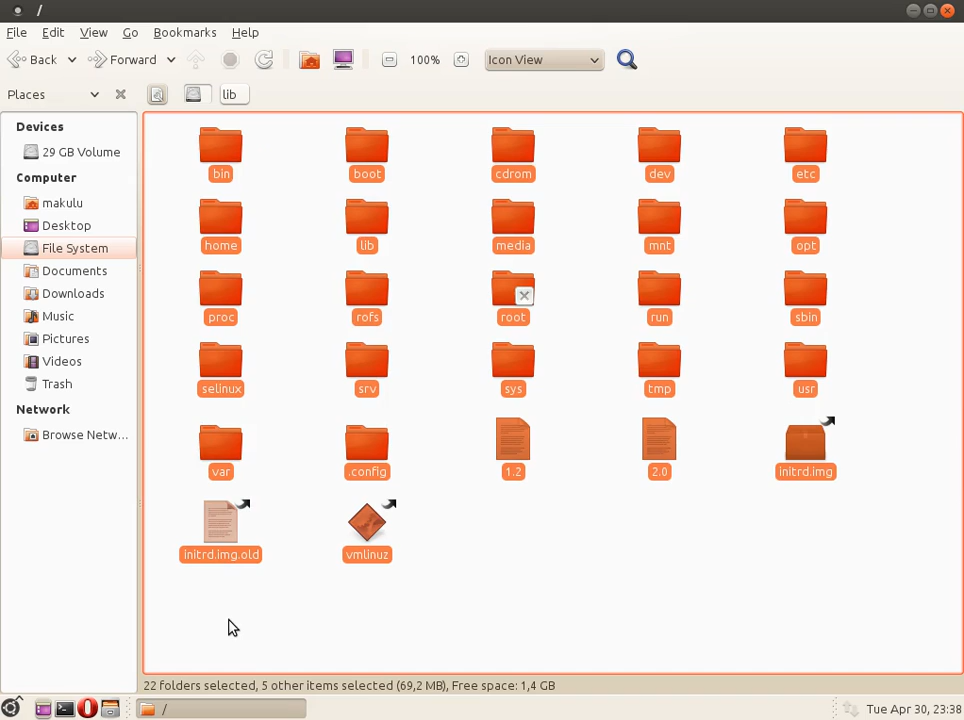 /
File Edit View Go Bookmarks Help
Back Forward 100% Icon View
Places lib
Devices
29 GB Volume
Computer
makulu
Desktop
File System
Documents
Downloads
Music
Pictures
Videos
Trash
Network
Browse Netw...
bin boot cdrom dev etc
home lib media mnt opt
proc rofs root run sbin
selinux srv sys tmp usr
var .config 1.2 2.0 initrd.img
initrd.img.old vmlinuz
22 folders selected, 5 other items selected (69,2 MB), Free space: 1,4 GB
/ Tue Apr 30, 23:38